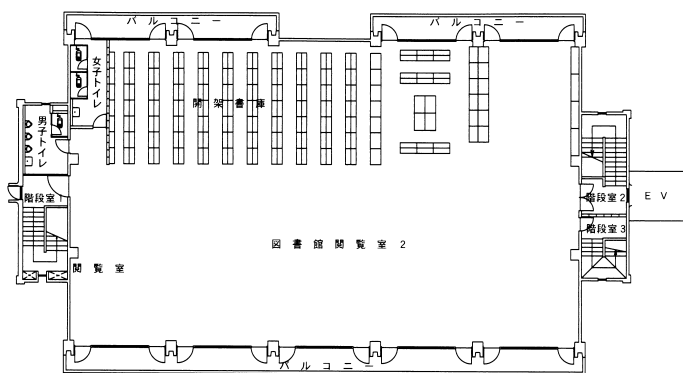 バルコニー
バルコニー
女子トイレ
開架書庫
男子トイレ
階段室1
階段室2
EV
階段室3
図書館閲覧室2
閲覧室
バルコニー